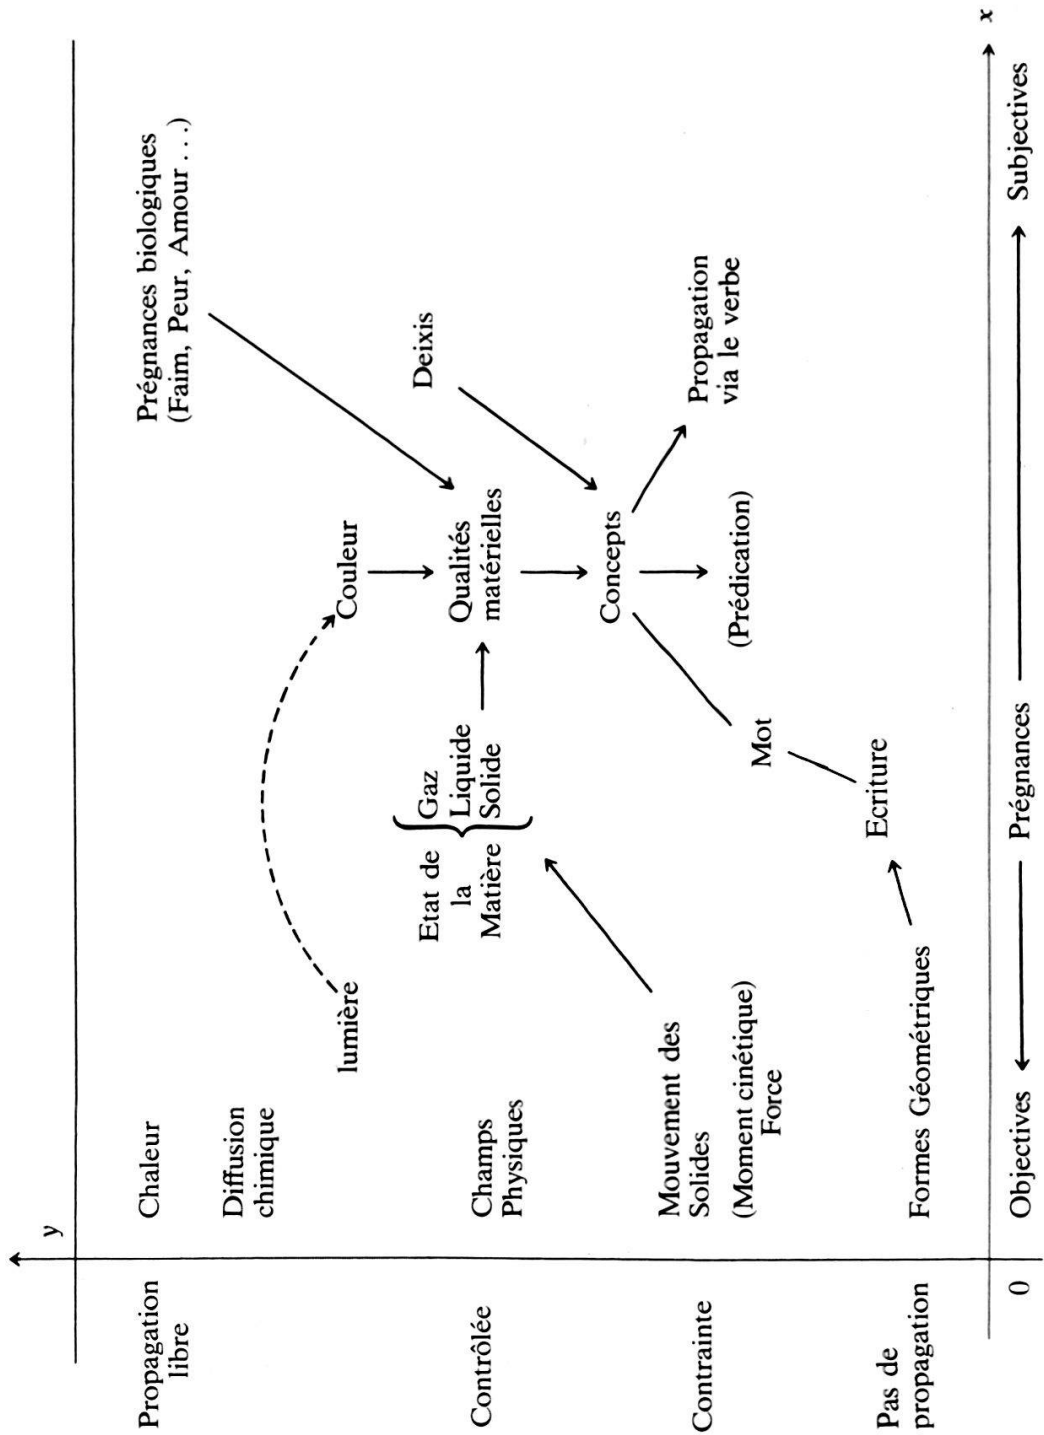 y
x
Propagation
libre
Chaleur
Prégnances biologiques
(Faim, Peur, Amour . . .)
Diffusion
chimique
lumière
Couleur
Contrôlée
Champs
Physiques
Etat de
la
Matière
Gaz
Liquide
Solide
Qualités
matérielles
Deixis
Contrainte
Mouvement des
Solides
(Moment cinétique)
Force
Concepts
Mot
(Prédication)
Propagation
via le verbe
Pas de
propagation
Formes Géométriques
Ecriture
0
Objectives
Prégnances
Subjectives